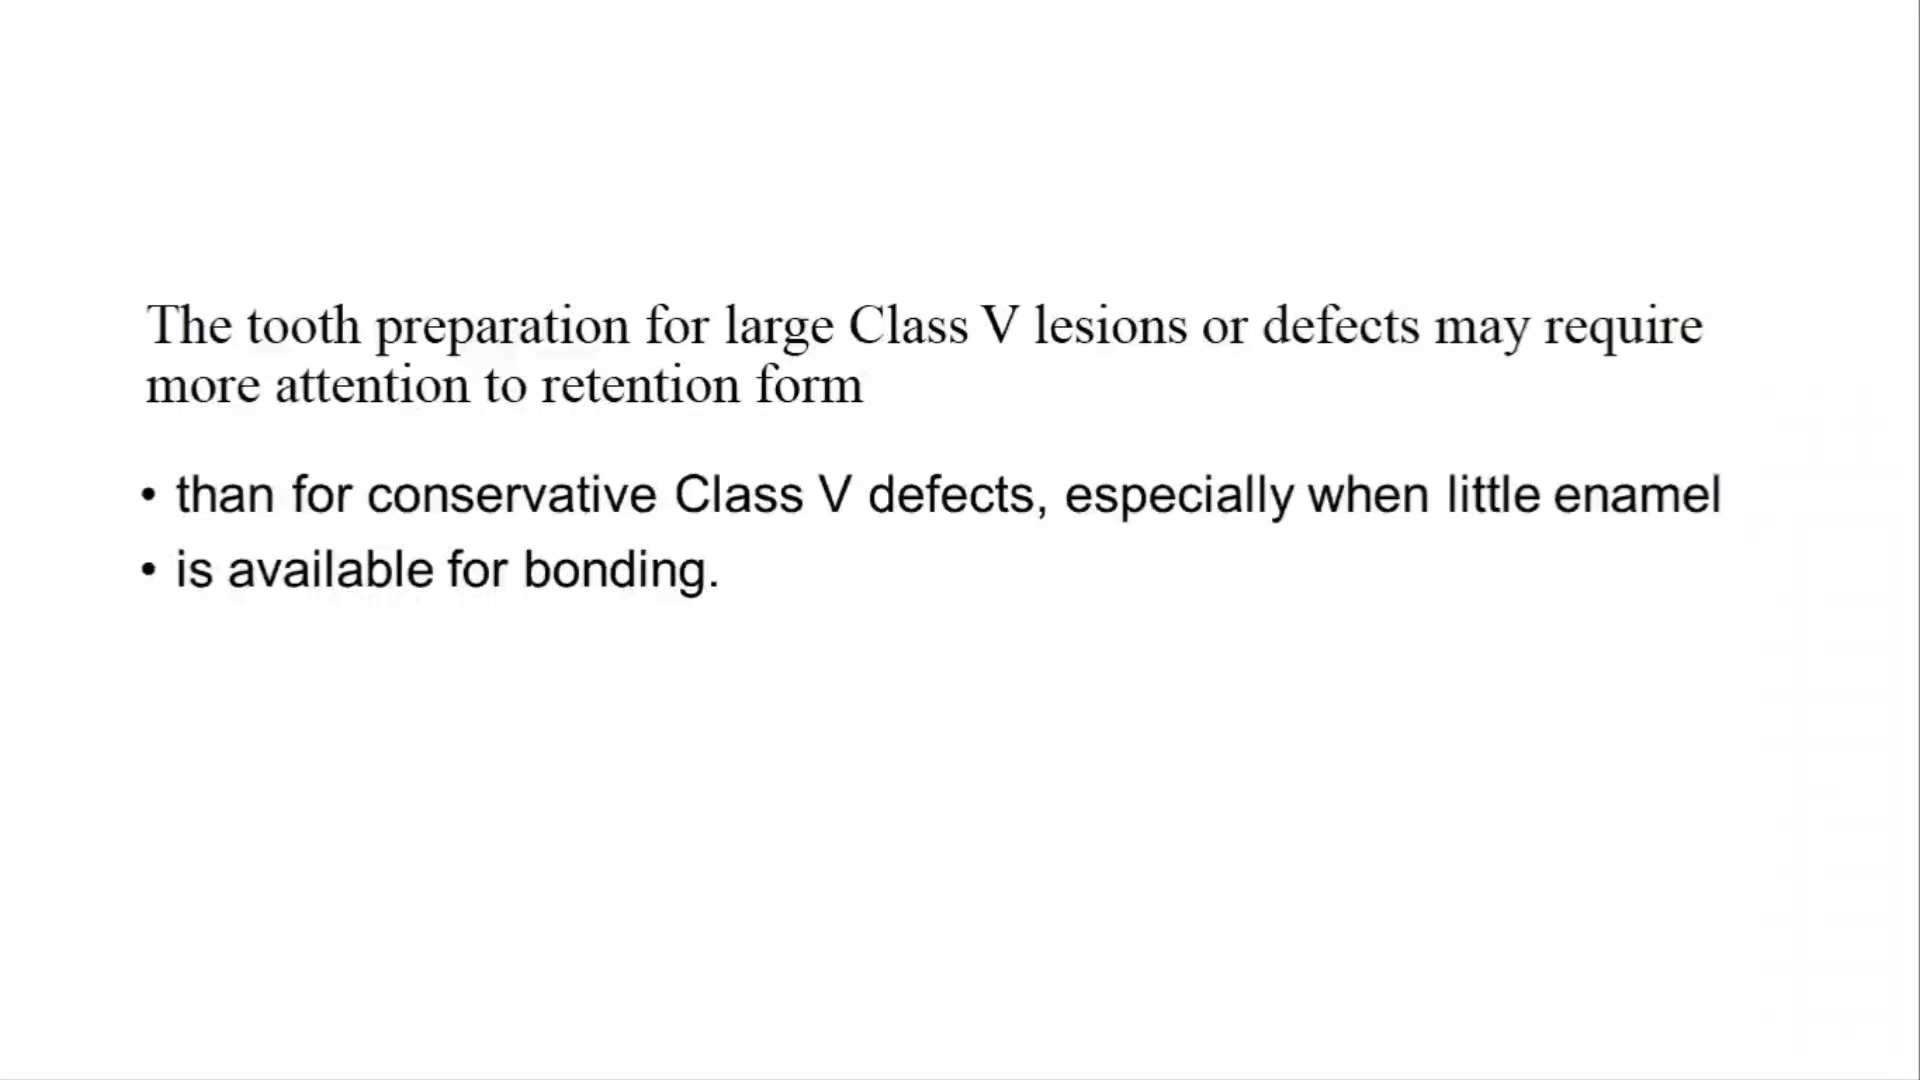 The tooth preparation for large Class V lesions or defects may require
more attention to retention form
• than for conservative Class V defects, especially when little enamel
• is available for bonding.